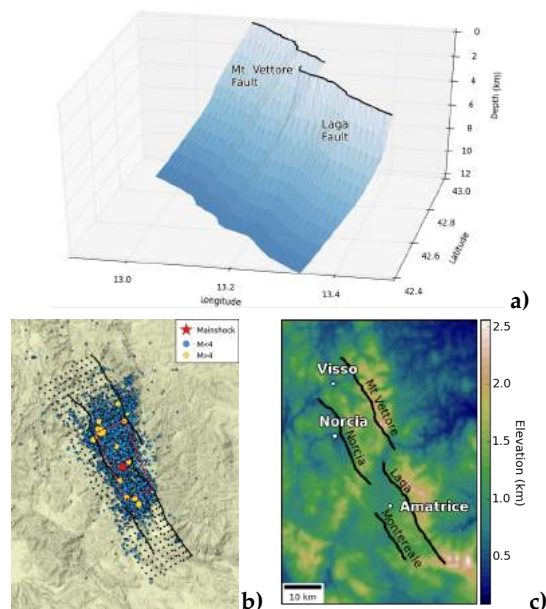 Mt Vettore
Fault
Laga
Fault
0
2
4
6
8
10
12
Depth (km)
43.0
42.8
42.6
42.4
Latitude
13.0
13.2
13.4
Longitude
a)
Mainshock
M<4
M>4
b)
Visso
Mt Vettore
Norcia
Norcia
Laga
Amatrice
Montereale
10 km
2.5
2.0
1.5
1.0
0.5
Elevation (km)
c)